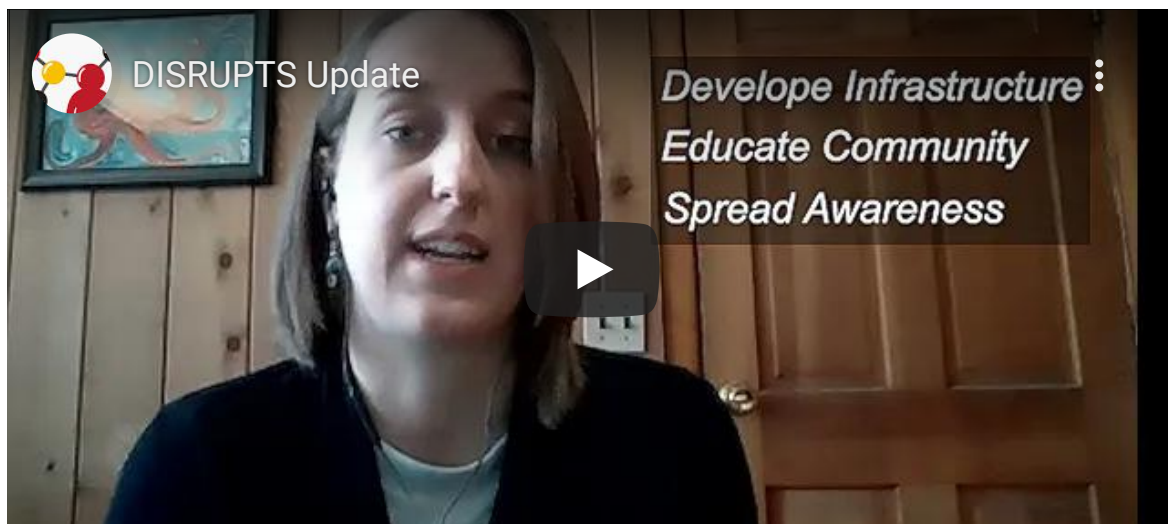 DISRUPTS Update
Develope Infrastructure
Educate Community
Spread Awareness